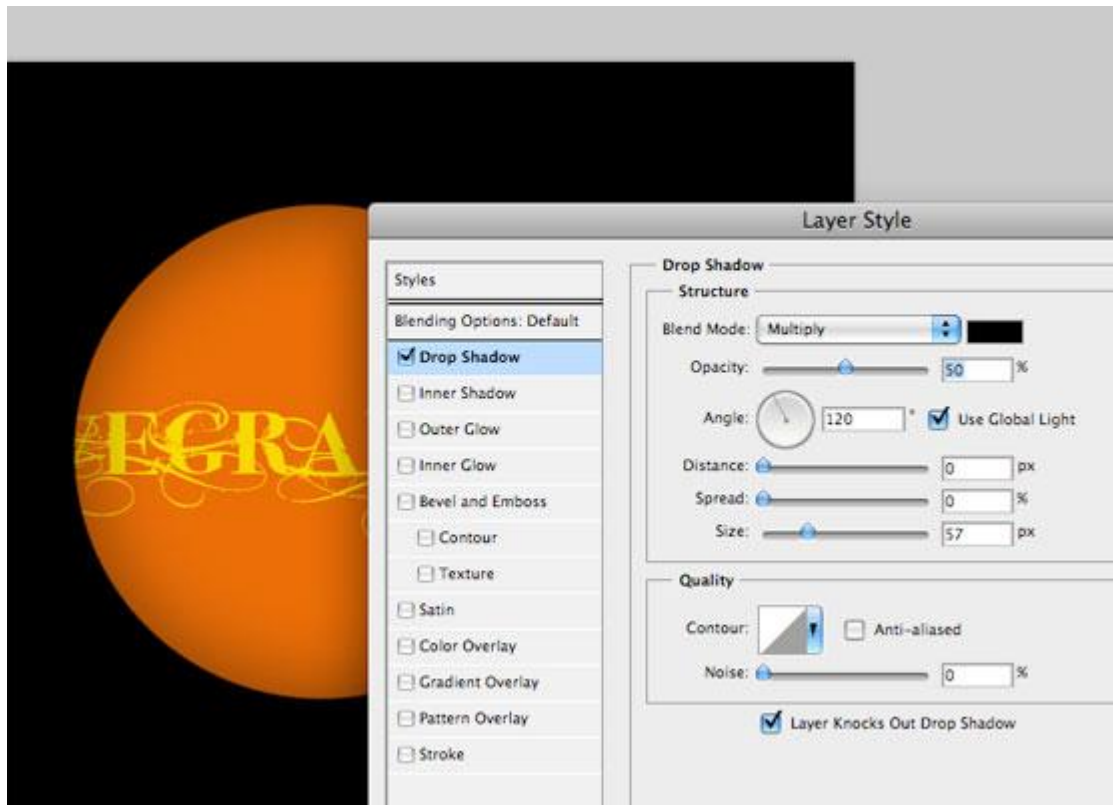 Layer Style
Styles
Blending Options: Default
Drop Shadow
Inner Shadow
Outer Glow
Inner Glow
Bevel and Emboss
Contour
Texture
Satin
Color Overlay
Gradient Overlay
Pattern Overlay
Stroke
Drop Shadow
Structure
Blend Mode: Multiply
Opacity: 50 %
Angle: 120 ° Use Global Light
Distance: 0 px
Spread: 0 %
Size: 57 px
Quality
Contour: Anti-aliased
Noise: 0 %
Layer Knocks Out Drop Shadow
EGRA